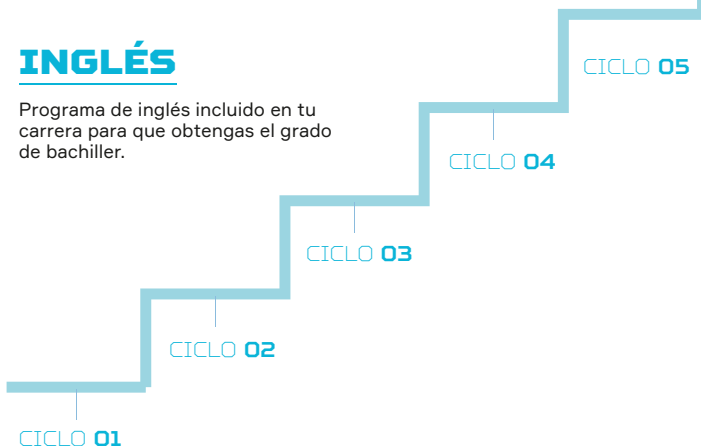 INGLÉS
Programa de inglés incluido en tu
carrera para que obtengas el grado
de bachiller.
CICLO 05
CICLO 04
CICLO 03
CICLO 02
CICLO 01